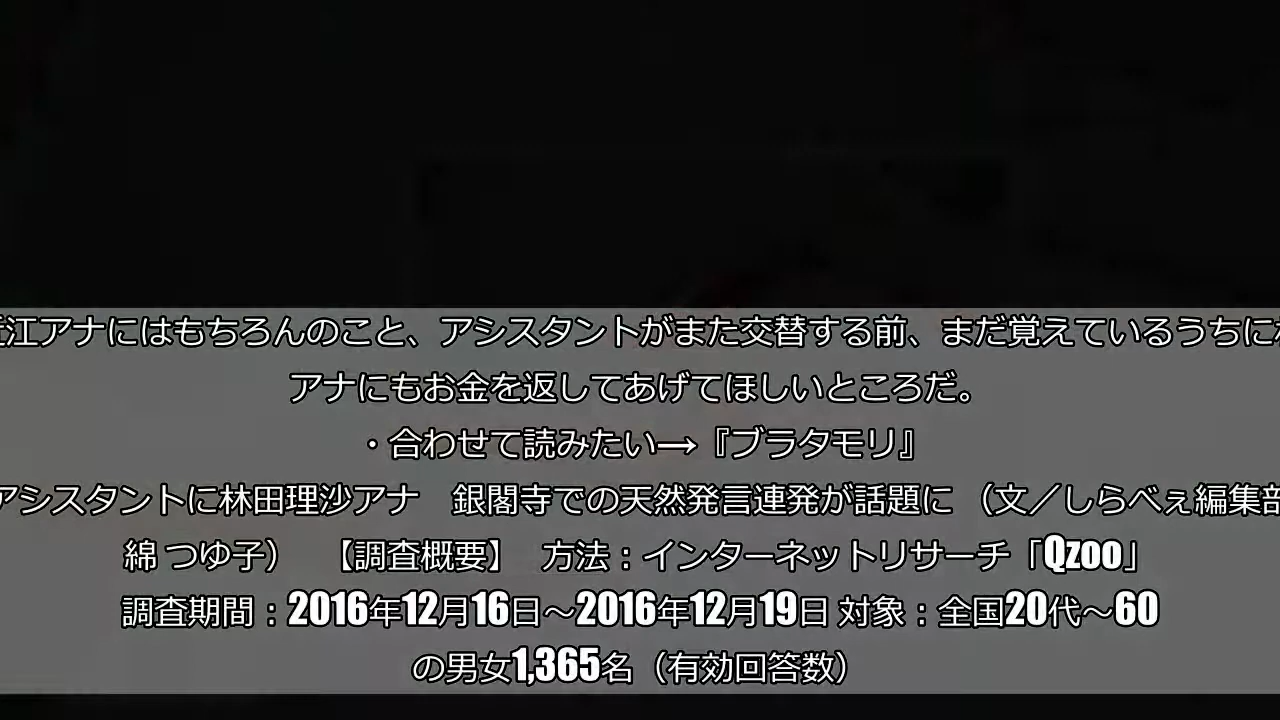 江アナにはもちろんのこと、アシスタントがまた交替する前、まだ覚えているうちに
アナにもお金を返してあげてほしいところだ。
・合わせて読みたい→『ブラタモリ』
アシスタントに林田理沙アナ　銀閣寺での天然発言連発が話題に （文／しらべぇ編集部
綿 つゆ子）　【調査概要】　方法：インターネットリサーチ「Qzoo」
調査期間：2016年12月16日～2016年12月19日 対象：全国20代～60
の男女1,365名（有効回答数）